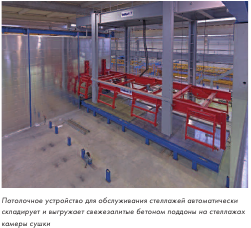 Потолочное устройство для обслуживания стеллажей автоматически
складирует и выгружает свежезалитые бетоном поддоны на стеллажах
камеры сушки